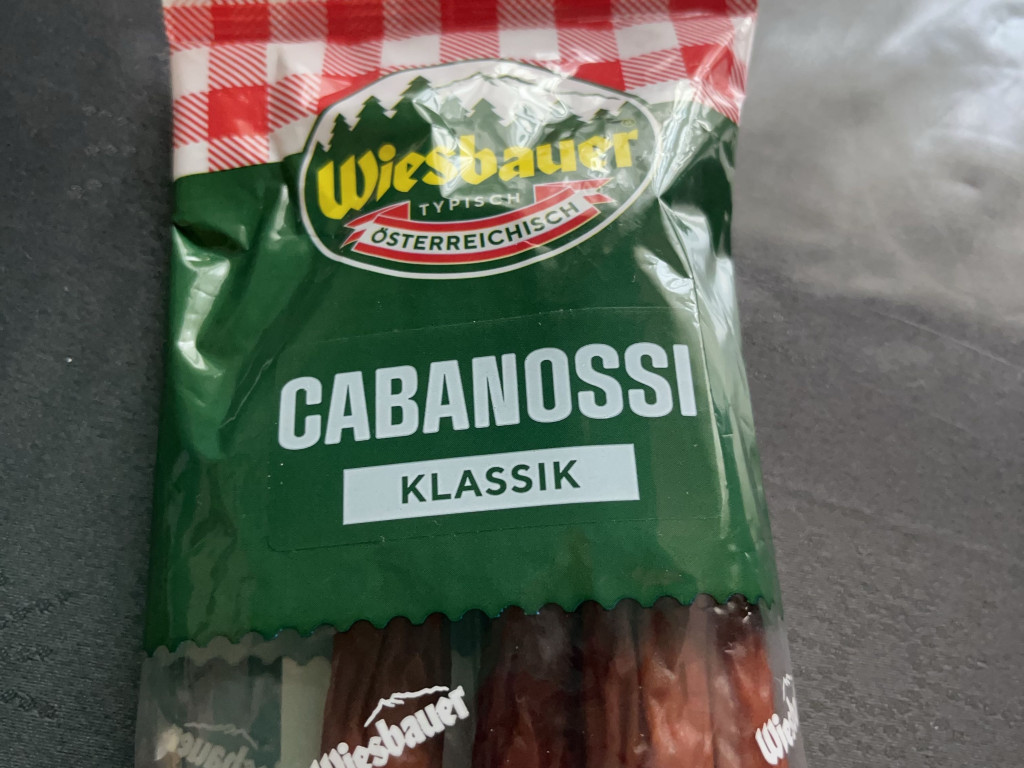 Wiesbauer
TYPISCH
ÖSTERREICHISCH
CABANOSSI
KLASSIK
Wiesbauer